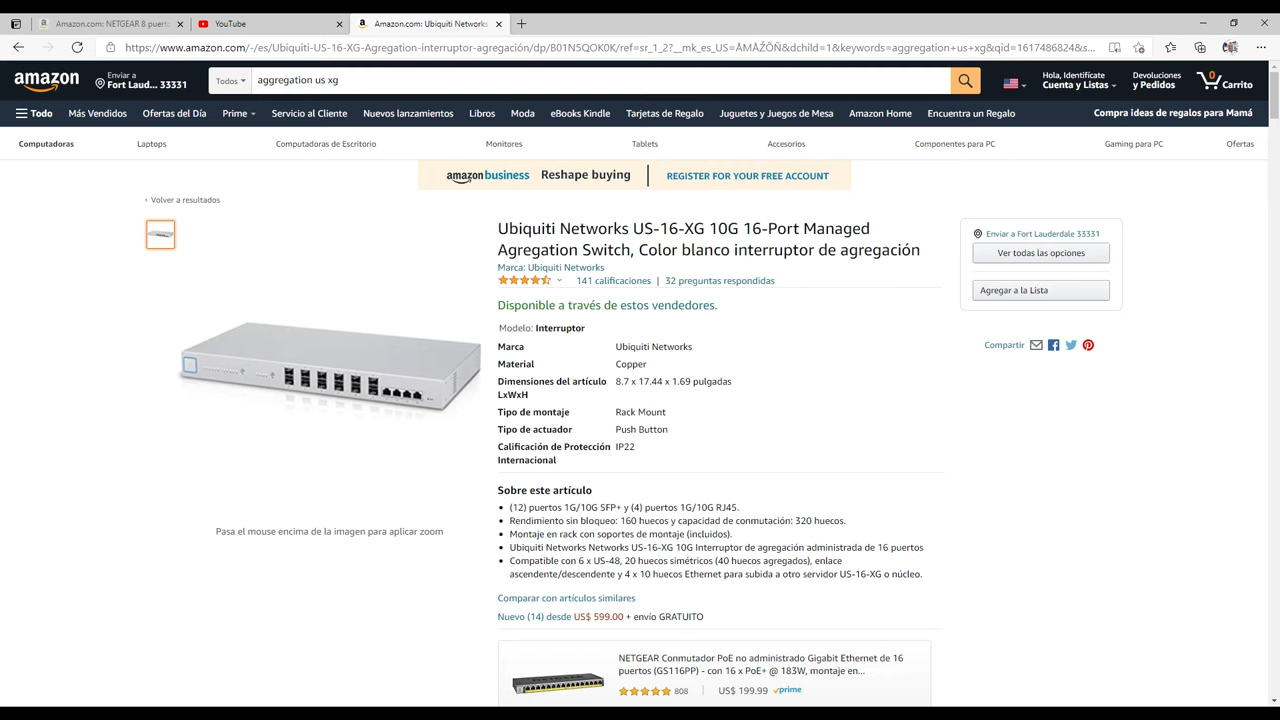 Amazon.com: NETGEAR 8 puerto
YouTube
Amazon.com: Ubiquiti Networks
https://www.amazon.com/-/es/Ubiquiti-US-16-XG-Agregation-interruptor-agregación/dp/B01N5QOK0K/ref=sr_1_2?__mk_es_US=ÅMÅŽÕÑ&dchild=1&keywords=aggregation+us+xg&qid=1617486824&s...
amazon
Enviar a
Fort Laud... 33331
Todos
aggregation us xg
Hola, Identifícate
Cuenta y Listas
Devoluciones
y Pedidos
0
Carrito
Todo
Más Vendidos
Ofertas del Día
Prime
Servicio al Cliente
Nuevos lanzamientos
Libros
Moda
eBooks Kindle
Tarjetas de Regalo
Juguetes y Juegos de Mesa
Amazon Home
Encuentra un Regalo
Compra ideas de regalos para Mamá
Computadoras
Laptops
Computadoras de Escritorio
Monitores
Tablets
Accesorios
Componentes para PC
Gaming para PC
Ofertas
amazon business Reshape buying
REGISTER FOR YOUR FREE ACCOUNT
‹ Volver a resultados
Ubiquiti Networks US-16-XG 10G 16-Port Managed
Agregation Switch, Color blanco interruptor de agregación
Marca: Ubiquiti Networks
141 calificaciones | 32 preguntas respondidas
Disponible a través de estos vendedores.
Modelo: Interruptor
Marca Ubiquiti Networks
Material Copper
Dimensiones del artículo 8.7 x 17.44 x 1.69 pulgadas
LxWxH
Tipo de montaje Rack Mount
Tipo de actuador Push Button
Calificación de Protección IP22
Internacional
Sobre este artículo
• (12) puertos 1G/10G SFP+ y (4) puertos 1G/10G RJ45.
• Rendimiento sin bloqueo: 160 huecos y capacidad de conmutación: 320 huecos.
• Montaje en rack con soportes de montaje (incluidos).
• Ubiquiti Networks Networks US-16-XG 10G Interruptor de agregación administrada de 16 puertos
• Compatible con 6 x US-48, 20 huecos simétricos (40 huecos agregados), enlace
ascendente/descendente y 4 x 10 huecos Ethernet para subida a otro servidor US-16-XG o núcleo.
Comparar con artículos similares
Nuevo (14) desde US$ 599.00 + envío GRATUITO
NETGEAR Conmutador PoE no administrado Gigabit Ethernet de 16
puertos (GS116PP) - con 16 x PoE+ @ 183W, montaje en...
808 | US$ 199.99 prime
Pasa el mouse encima de la imagen para aplicar zoom
Enviar a Fort Lauderdale 33331
Ver todas las opciones
Agregar a la Lista
Compartir